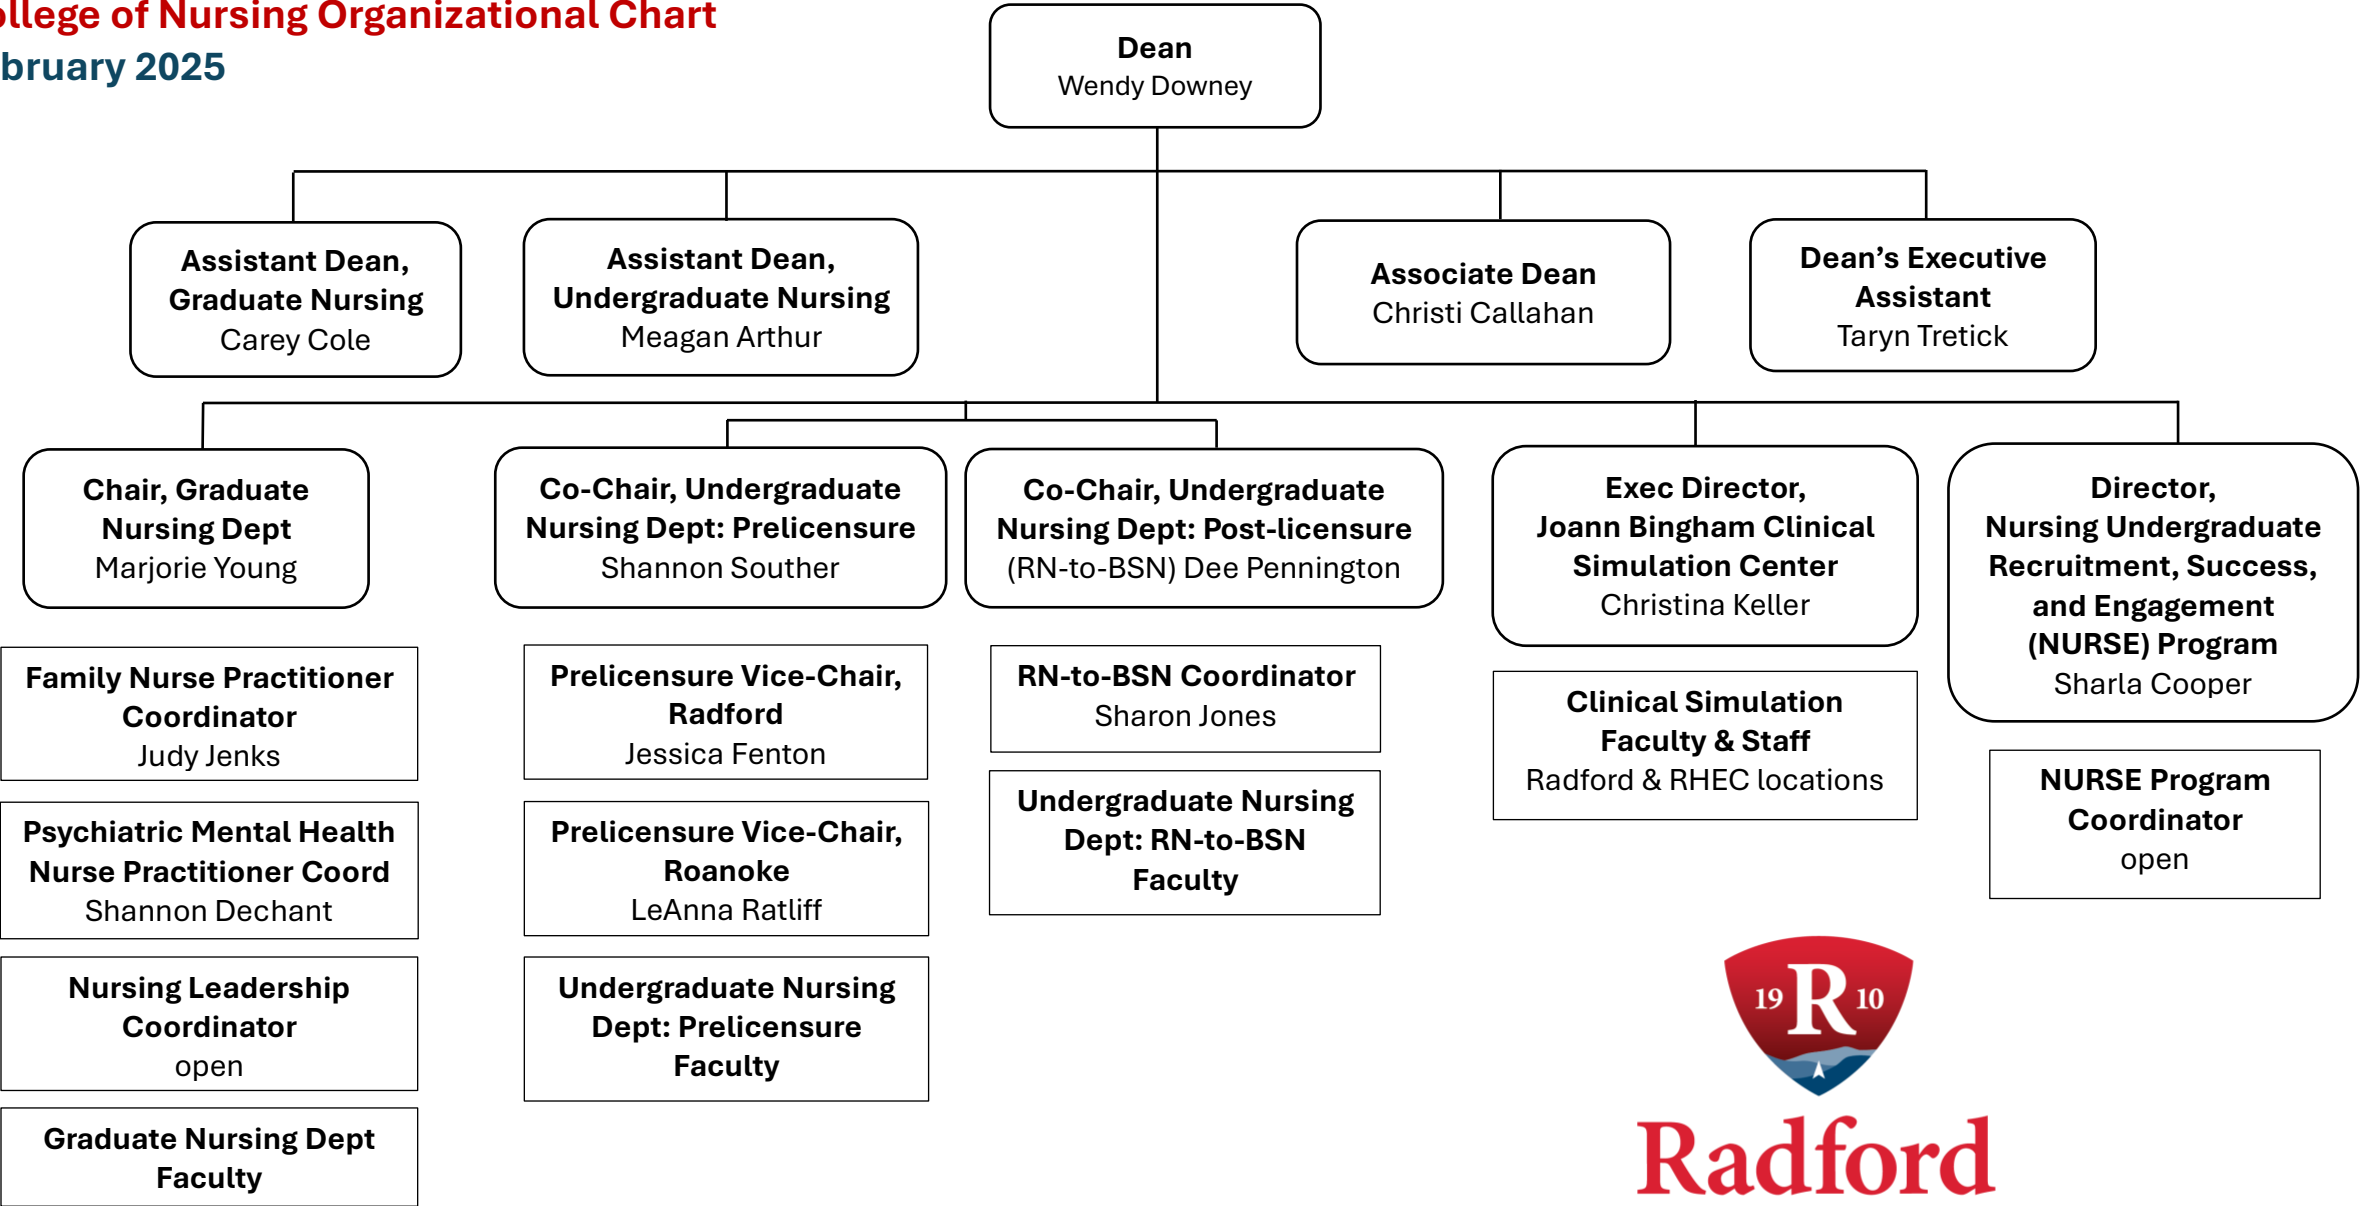 ollege of Nursing Organizational Chart
bruary 2025
Dean
Wendy Downey
Assistant Dean,
Graduate Nursing
Carey Cole
Assistant Dean,
Undergraduate Nursing
Meagan Arthur
Associate Dean
Christi Callahan
Dean’s Executive
Assistant
Taryn Tretick
Chair, Graduate
Nursing Dept
Marjorie Young
Co-Chair, Undergraduate
Nursing Dept: Prelicensure
Shannon Souther
Co-Chair, Undergraduate
Nursing Dept: Post-licensure
(RN-to-BSN) Dee Pennington
Exec Director,
Joann Bingham Clinical
Simulation Center
Christina Keller
Director,
Nursing Undergraduate
Recruitment, Success,
and Engagement
(NURSE) Program
Sharla Cooper
Family Nurse Practitioner
Coordinator
Judy Jenks
Psychiatric Mental Health
Nurse Practitioner Coord
Shannon Dechant
Nursing Leadership
Coordinator
open
Graduate Nursing Dept
Faculty
Prelicensure Vice-Chair,
Radford
Jessica Fenton
Prelicensure Vice-Chair,
Roanoke
LeAnna Ratliff
Undergraduate Nursing
Dept: Prelicensure
Faculty
RN-to-BSN Coordinator
Sharon Jones
Undergraduate Nursing
Dept: RN-to-BSN
Faculty
Clinical Simulation
Faculty & Staff
Radford & RHEC locations
NURSE Program
Coordinator
open
19 R 10
Radford